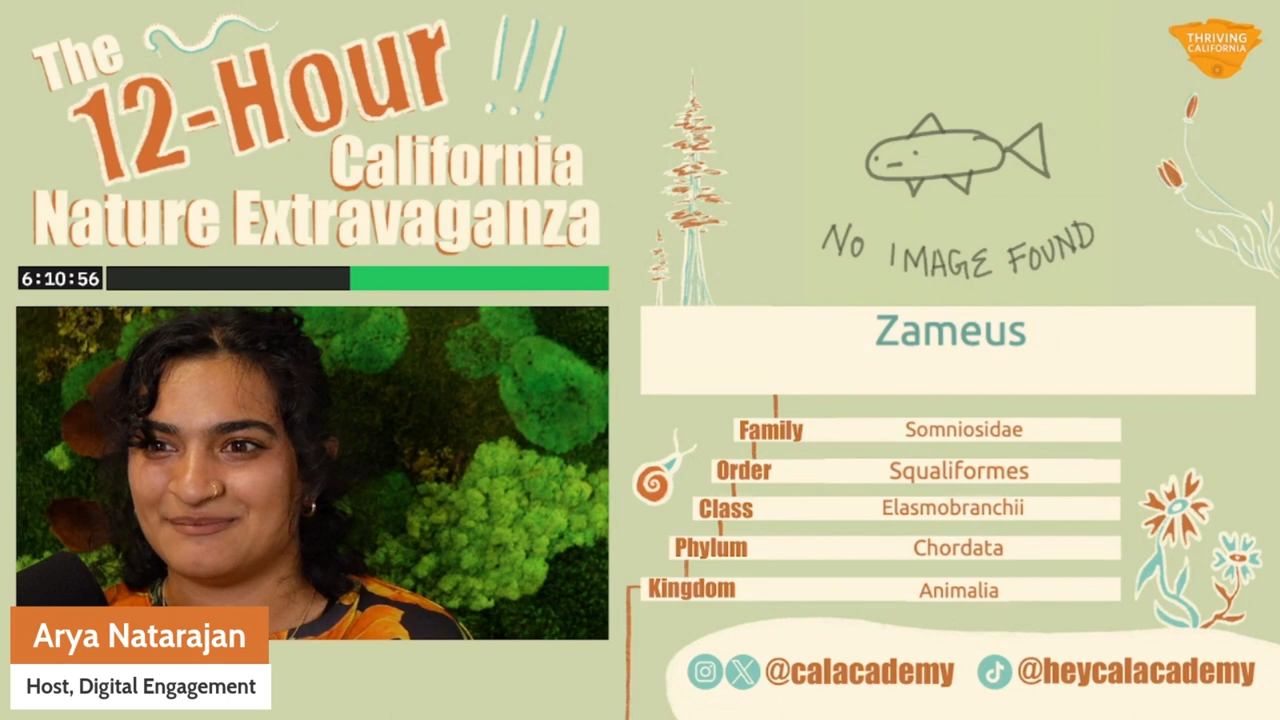 The
12-Hour!!!
California
Nature Extravaganza
6:10:56
Arya Natarajan
Host, Digital Engagement
THRIVING
CALIFORNIA
NO IMAGE FOUND
Zameus
Family Somniosidae
Order Squaliformes
Class Elasmobranchii
Phylum Chordata
Kingdom Animalia
@calacademy @heycalacademy